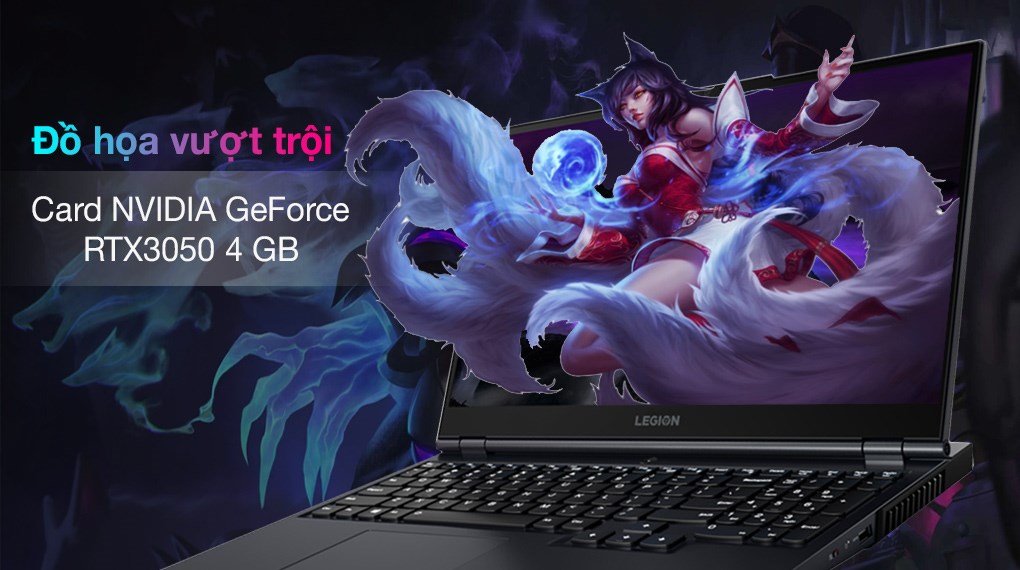 Đồ họa vượt trội
Card NVIDIA GeForce
RTX3050 4 GB
LEGION